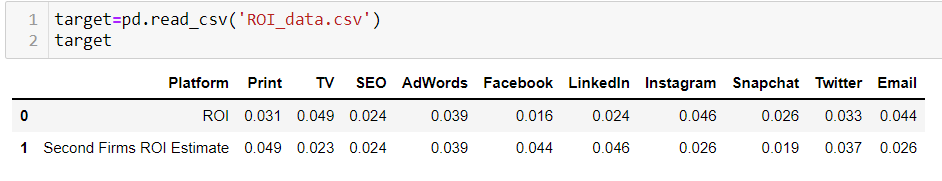 1 target=pd.read_csv('ROI_data.csv')
2 target
Platform Print TV SEO AdWords Facebook LinkedIn Instagram Snapchat Twitter Email
0 ROI 0.031 0.049 0.024 0.039 0.016 0.024 0.046 0.026 0.033 0.044
1 Second Firms ROI Estimate 0.049 0.023 0.024 0.039 0.044 0.046 0.026 0.019 0.037 0.026